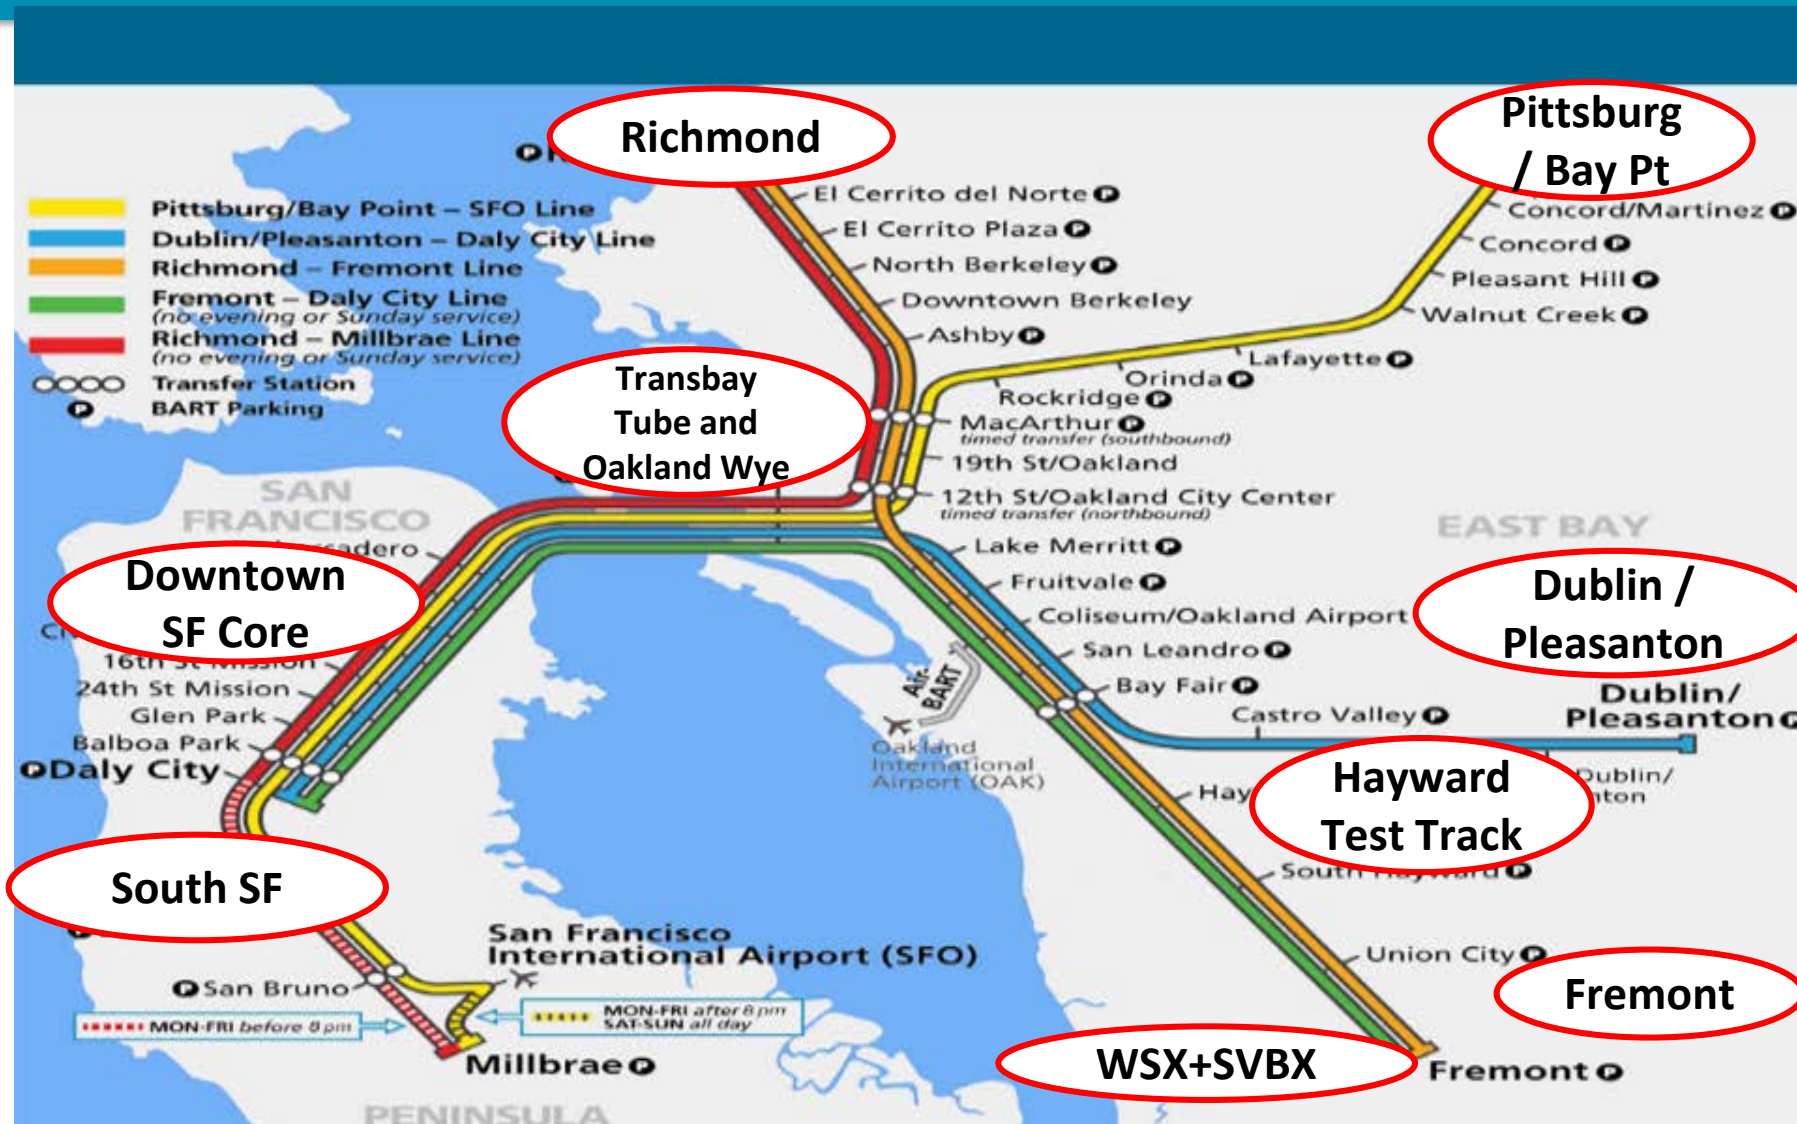 Richmond
Pittsburg
/ Bay Pt
El Cerrito del Norte P
Concord/Martinez P
El Cerrito Plaza P
Concord P
North Berkeley P
Pleasant Hill P
Downtown Berkeley
Walnut Creek P
Ashby P
Lafayette P
Orinda P
Rockridge P
Pittsburg/Bay Point – SFO Line
Dublin/Pleasanton – Daly City Line
Richmond – Fremont Line
Fremont – Daly City Line
(no evening or Sunday service)
Richmond – Millbrae Line
(no evening or Sunday service)
Transfer Station
P BART Parking
Transbay
Tube and
Oakland Wye
MacArthur P
timed transfer (southbound)
19th St/Oakland
12th St/Oakland City Center
timed transfer (northbound)
SAN
FRANCISCO
EAST BAY
Lake Merritt P
Fruitvale P
Coliseum/Oakland Airport
San Leandro P
Bay Fair P
Downtown
SF Core
16th St Mission
24th St Mission
Glen Park
Balboa Park
P Daly City
Dublin /
Pleasanton
Dublin/
Pleasanton P
Castro Valley P
Air-
BART
Oakland
International
Airport (OAK)
Hayward
Test Track
Dublin/
South Hayward P
South SF
San Francisco
International Airport (SFO)
P San Bruno
MON-FRI before 8 pm
MON-FRI after 8 pm
SAT-SUN all day
Millbrae P
Union City P
Fremont
WSX+SVBX
Fremont P
PENINSULA